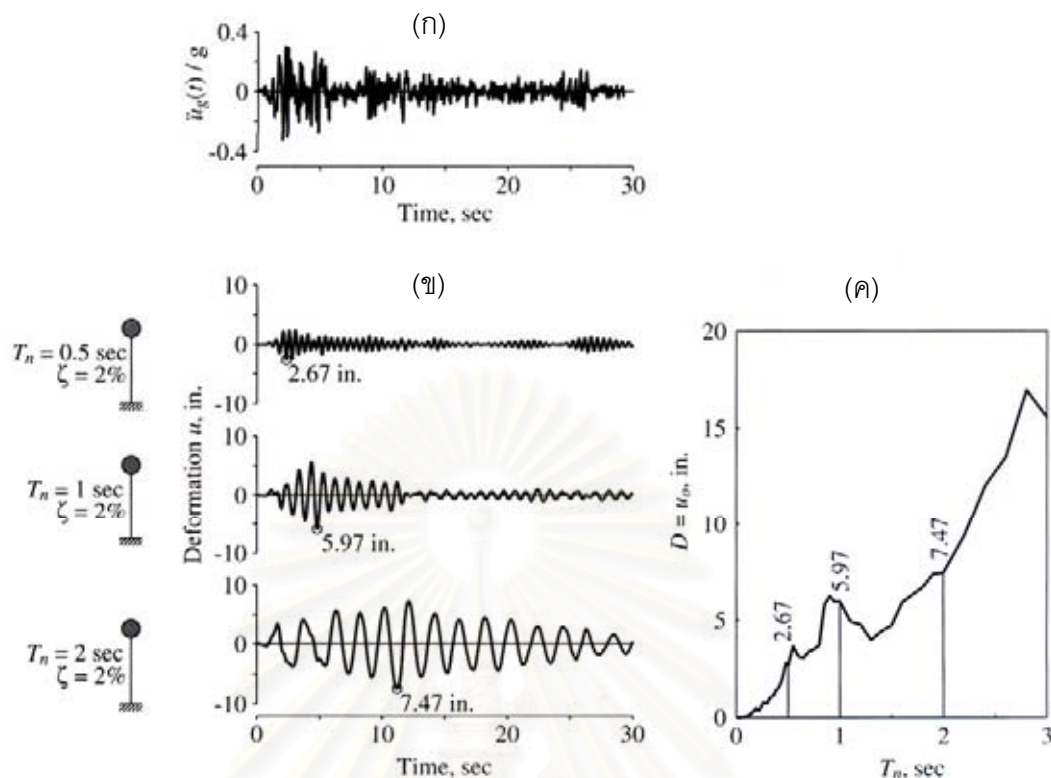 (ก)
0.4
0
-0.4
ü_g(t) / g
0 10 20 30
Time, sec
(ข)
T_n = 0.5 sec
ζ = 2%
10
0
-10
2.67 in.
T_n = 1 sec
ζ = 2%
10
0
-10
5.97 in.
T_n = 2 sec
ζ = 2%
10
0
-10
7.47 in.
Deformation u, in.
0 10 20 30
Time, sec
(ค)
20
15
10
5
0
D = u_o, in.
2.67
5.97
7.47
0 1 2 3
T_n, sec